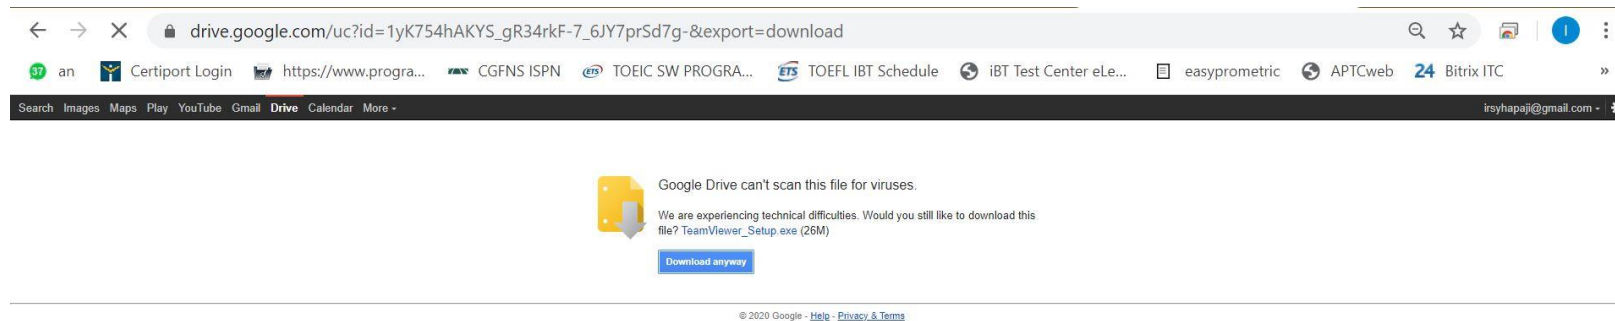 drive.google.com/uc?id=1yK754hAKYS_gR34rkF-7_6JY7prSd7g-&export=download
I
37 an Certiport Login https://www.progra... CGFNS ISPN ETS TOEIC SW PROGRA... ETS TOEFL IBT Schedule iBT Test Center eLe... easyprometric APTCweb 24 Bitrix ITC »
Search Images Maps Play YouTube Gmail Drive Calendar More irsyhapaji@gmail.com
Google Drive can't scan this file for viruses.
We are experiencing technical difficulties. Would you still like to download this
file? TeamViewer_Setup.exe (26M)
Download anyway
© 2020 Google - Help - Privacy & Terms